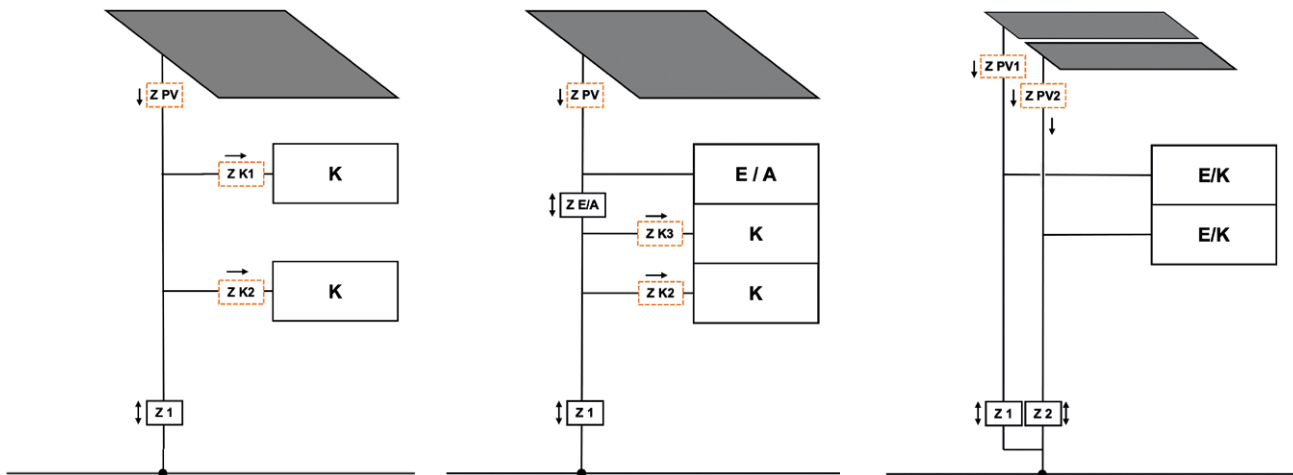 Z PV
Z K1
K
Z K2
K
Z 1
Z PV
E / A
Z E/A
Z K3
K
Z K2
K
Z 1
Z PV1
Z PV2
E/K
E/K
Z 1
Z 2